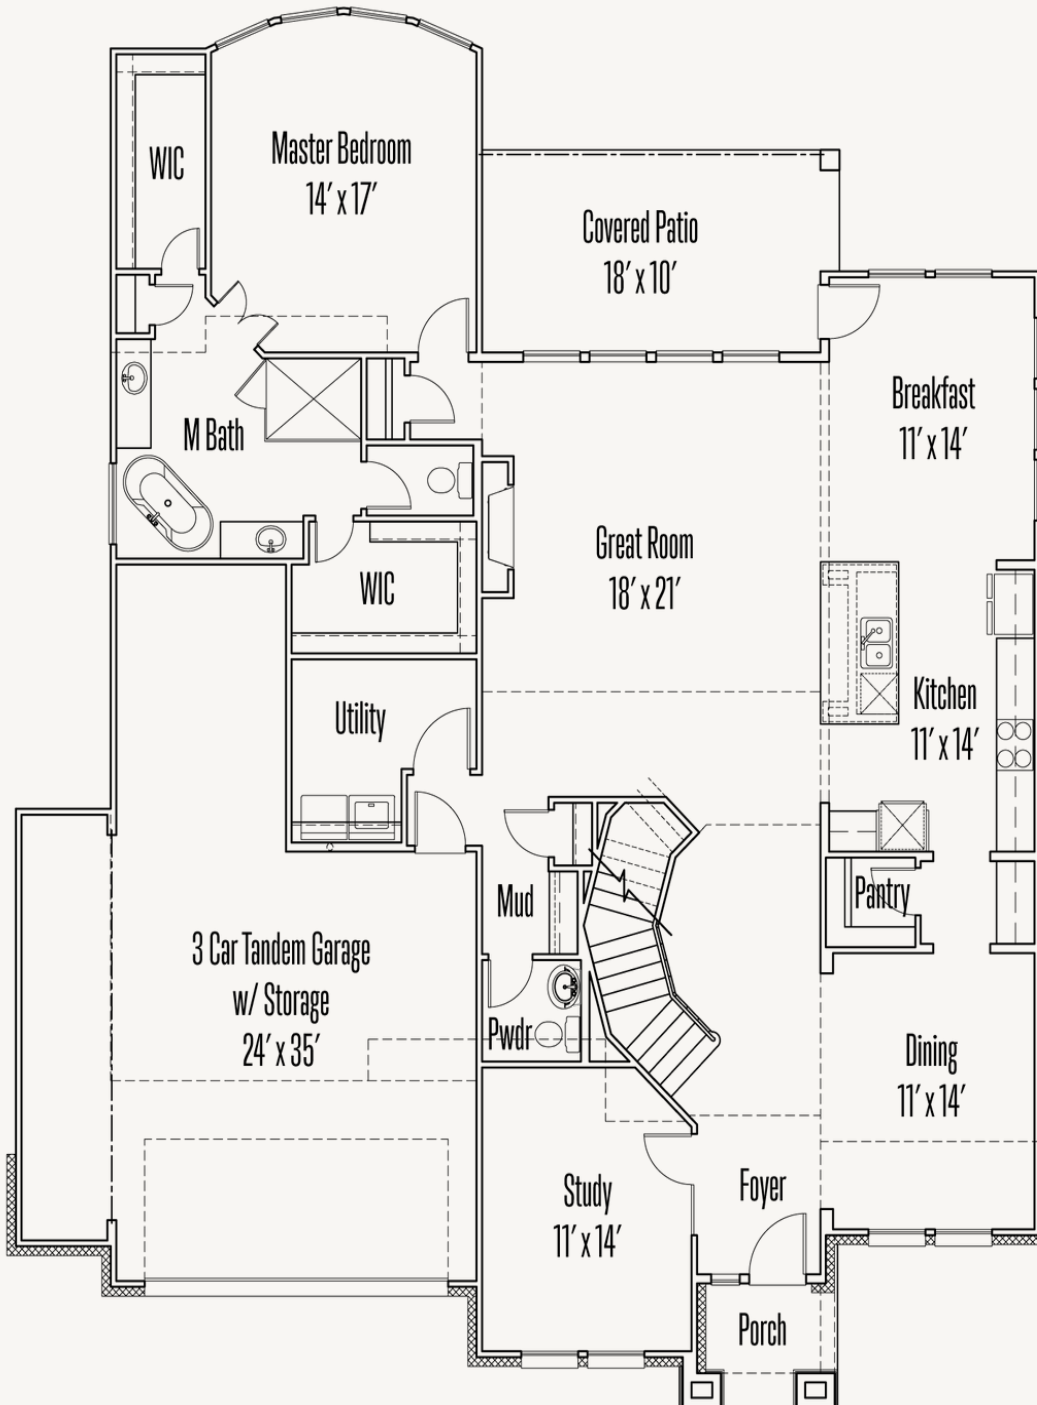 WIC
Master Bedroom
14' x 17'
Covered Patio
18' x 10'
Breakfast
11' x 14'
M Bath
Great Room
18' x 21'
WIC
Utility
Kitchen
11' x 14'
Mud
Pantry
3 Car Tandem Garage
w/ Storage
24' x 35'
Pwdr
Dining
11' x 14'
Study
11' x 14'
Foyer
Porch